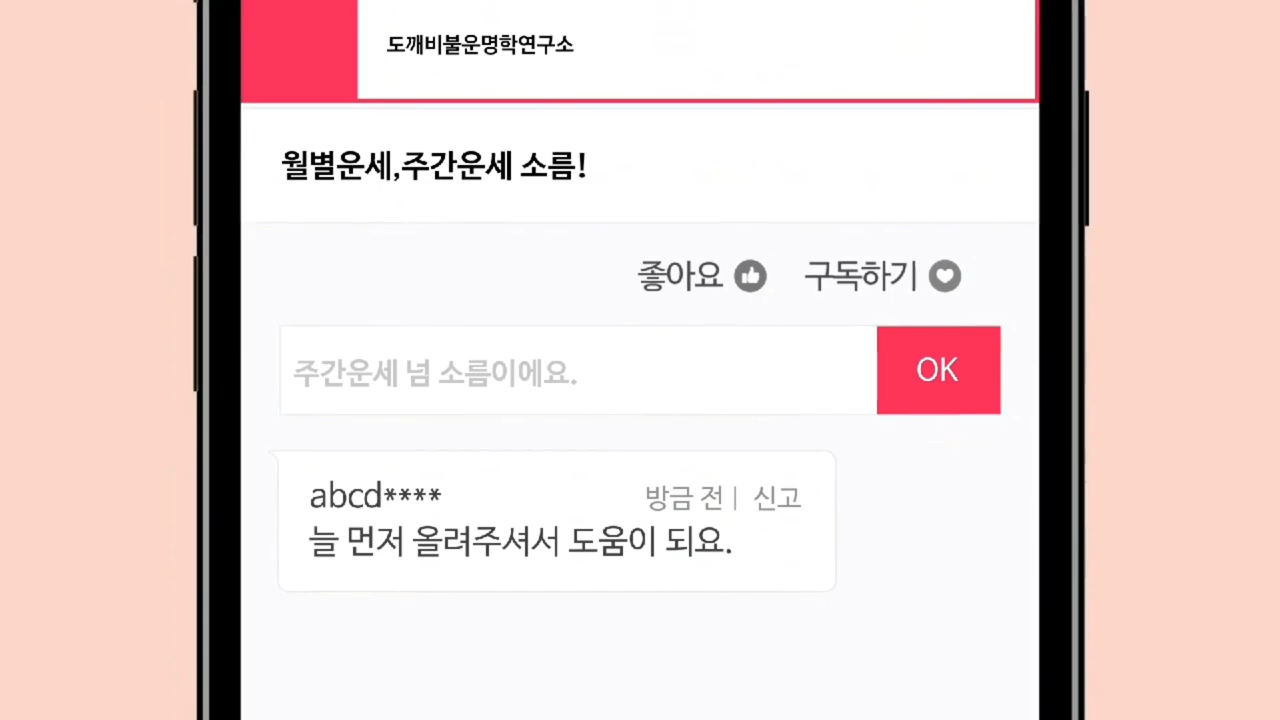 도깨비불운명학연구소
월별운세,주간운세 소름!
좋아요 구독하기
주간운세 넘 소름이에요.
OK
abcd**** 방금 전 | 신고
늘 먼저 올려주셔서 도움이 되요.